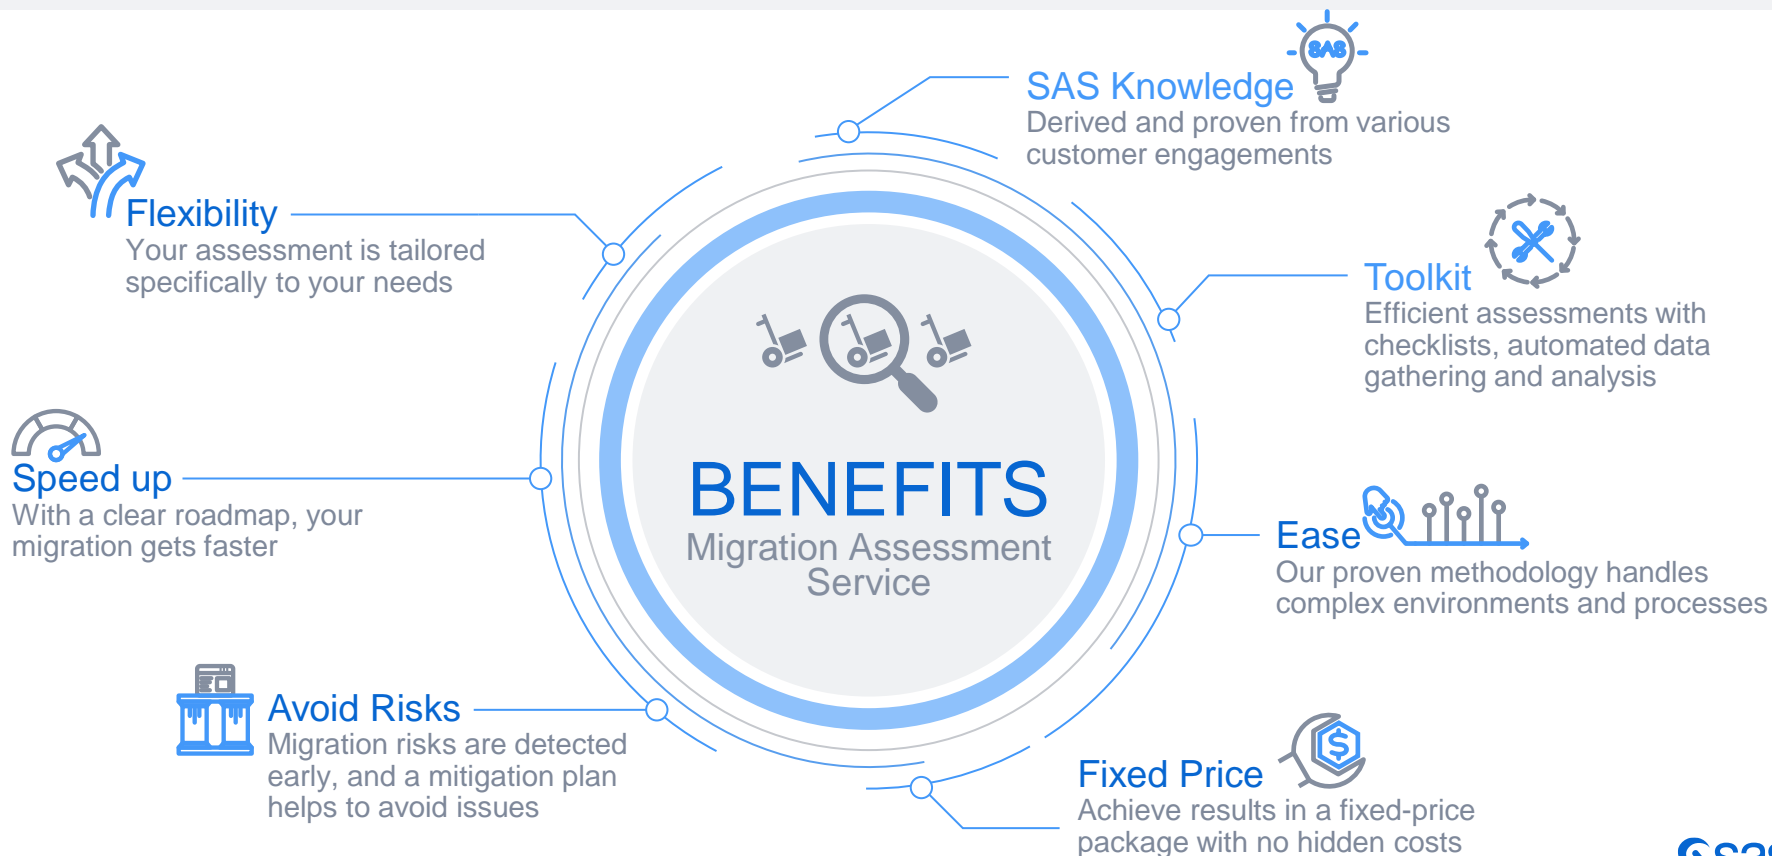 SAS
SAS Knowledge
Derived and proven from various
customer engagements
Flexibility
Your assessment is tailored
specifically to your needs
Toolkit
Efficient assessments with
checklists, automated data
gathering and analysis
BENEFITS
Migration Assessment
Service
Speed up
With a clear roadmap, your
migration gets faster
Ease
Our proven methodology handles
complex environments and processes
Avoid Risks
Migration risks are detected
early, and a mitigation plan
helps to avoid issues
Fixed Price
$
Achieve results in a fixed-price
package with no hidden costs
sas